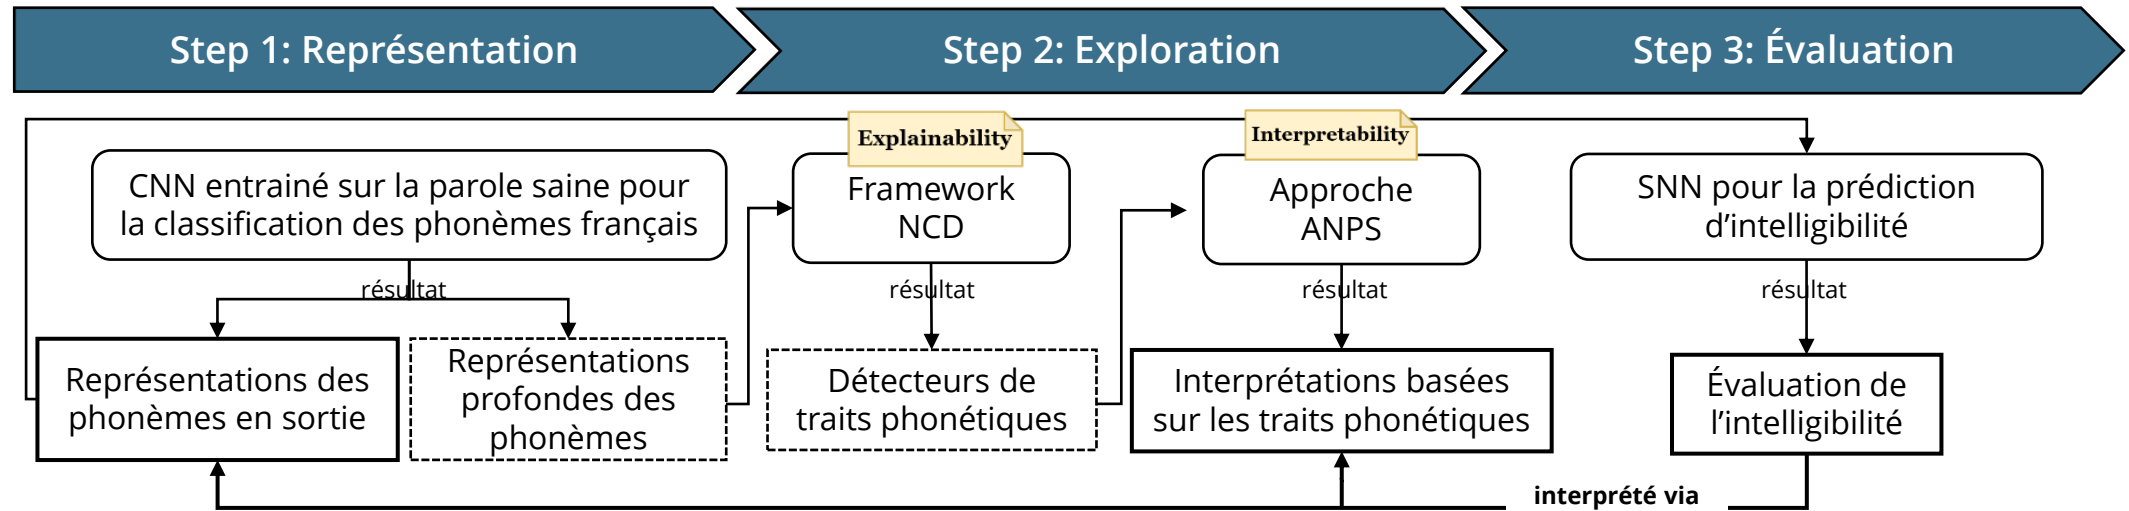 Step 1: Représentation
Step 2: Exploration
Step 3: Évaluation
Explainability
Interpretability
CNN entrainé sur la parole saine pour
la classification des phonèmes français
Framework
NCD
Approche
ANPS
SNN pour la prédiction
d’intelligibilité
résultat
résultat
résultat
résultat
Représentations des
phonèmes en sortie
Représentations
profondes des
phonèmes
Détecteurs de
traits phonétiques
Interprétations basées
sur les traits phonétiques
Évaluation de
l’intelligibilité
interprété via